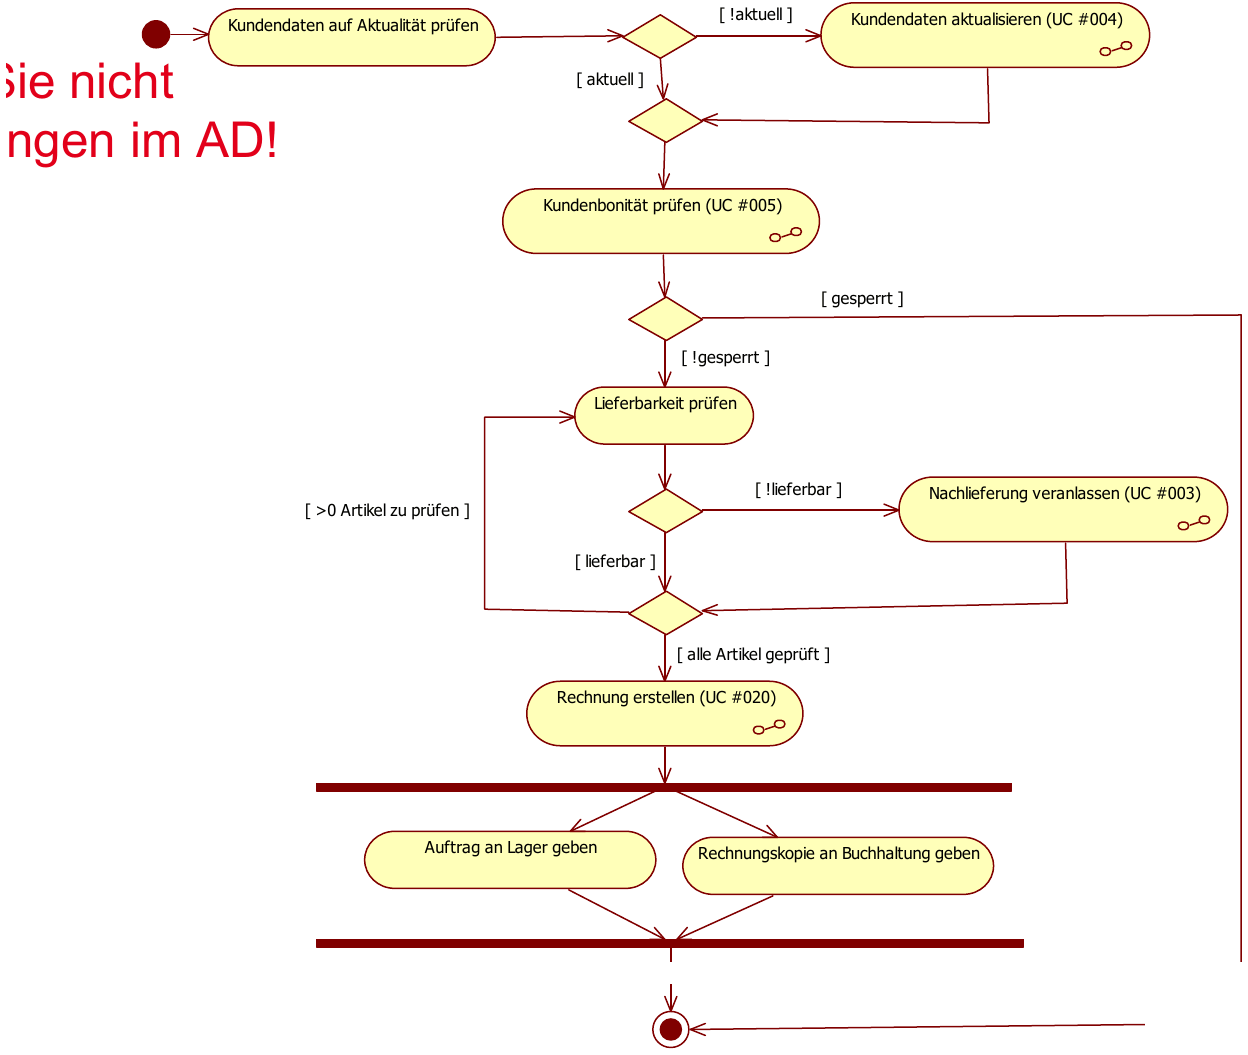 Kundendaten auf Aktualität prüfen
[ !aktuell ]
Kundendaten aktualisieren (UC #004)
Sie nicht
[ aktuell ]
ngen im AD!
Kundenbonität prüfen (UC #005)
[ gesperrt ]
[ !gesperrt ]
Lieferbarkeit prüfen
[ !lieferbar ]
Nachlieferung veranlassen (UC #003)
[ >0 Artikel zu prüfen ]
[ lieferbar ]
[ alle Artikel geprüft ]
Rechnung erstellen (UC #020)
Auftrag an Lager geben
Rechnungskopie an Buchhaltung geben